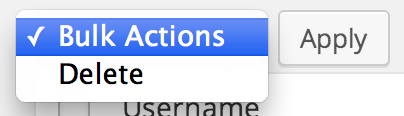 ✓ Bulk Actions
Apply
Delete
Username